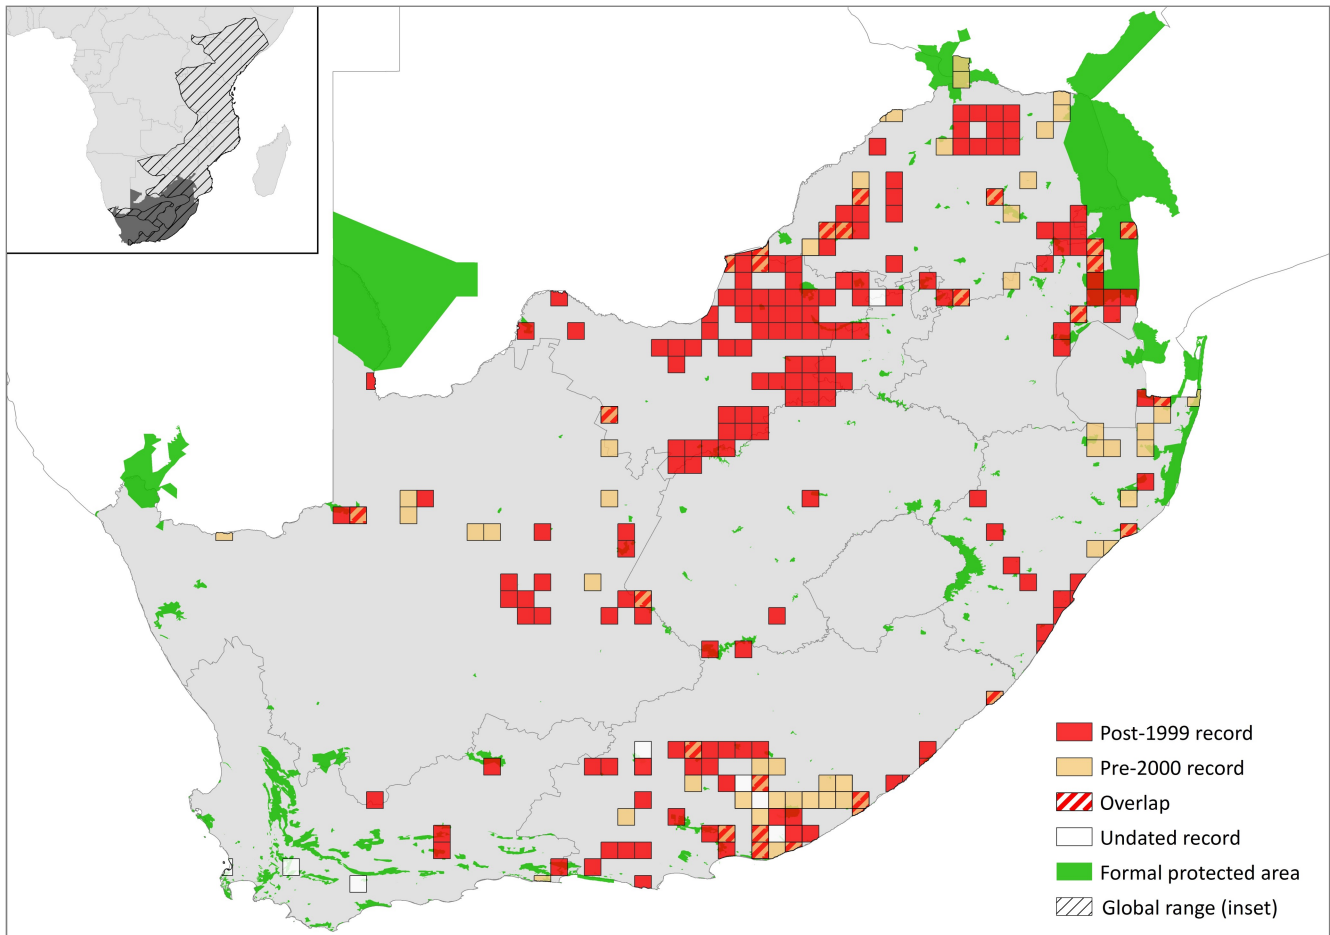 Post-1999 record
Pre-2000 record
Overlap
Undated record
Formal protected area
Global range (inset)